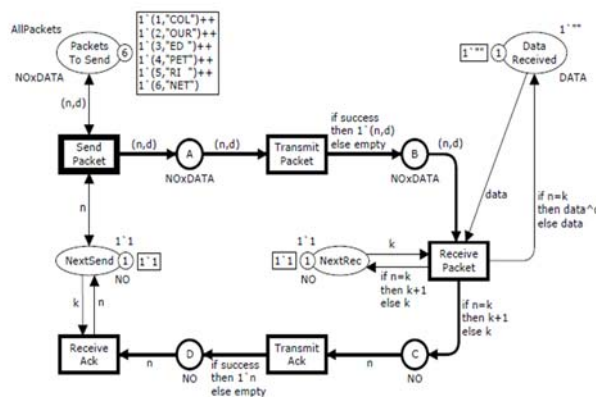 AllPackets
Packets
To Send
6
1`(1,"COL")++
1`(2,"OUR")++
1`(3,"ED ")++
1`(4,"PET")++
1`(5,"RI ")++
1`(6,"NET")
NOxDATA
1`""
1`""
1
Data
Received
DATA
(n,d)
Send
Packet
(n,d)
A
NOxDATA
(n,d)
Transmit
Packet
if success
then 1`(n,d)
else empty
B
NOxDATA
(n,d)
data
if n=k
then data^d
else data
n
NextSend
1`1
1
1`1
NO
1`1
1`1
1
NextRec
NO
k
if n=k
then k+1
else k
Receive
Packet
if n=k
then k+1
else k
k
n
Receive
Ack
n
D
NO
if success
then 1`n
else empty
Transmit
Ack
n
C
NO